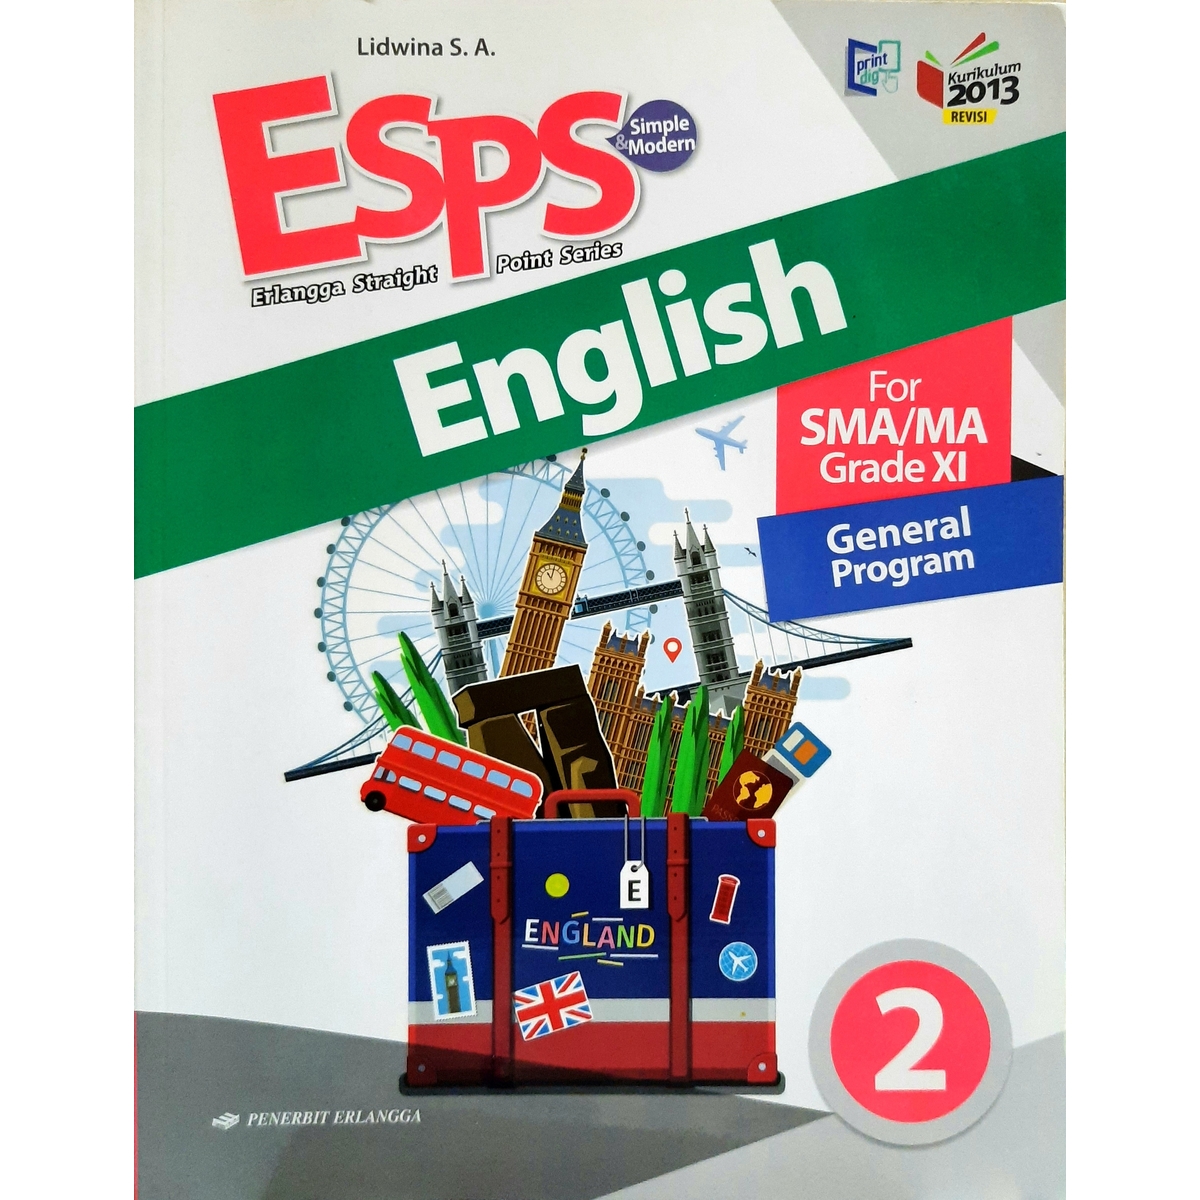 Lidwina S. A.
print
dig
Kurikulum
2013
REVISI
ESPS
Simple
& Modern
Erlangga Straight Point Series
English
For
SMA/MA
Grade XI
General
Program
E
ENGLAND
2
PENERBIT ERLANGGA